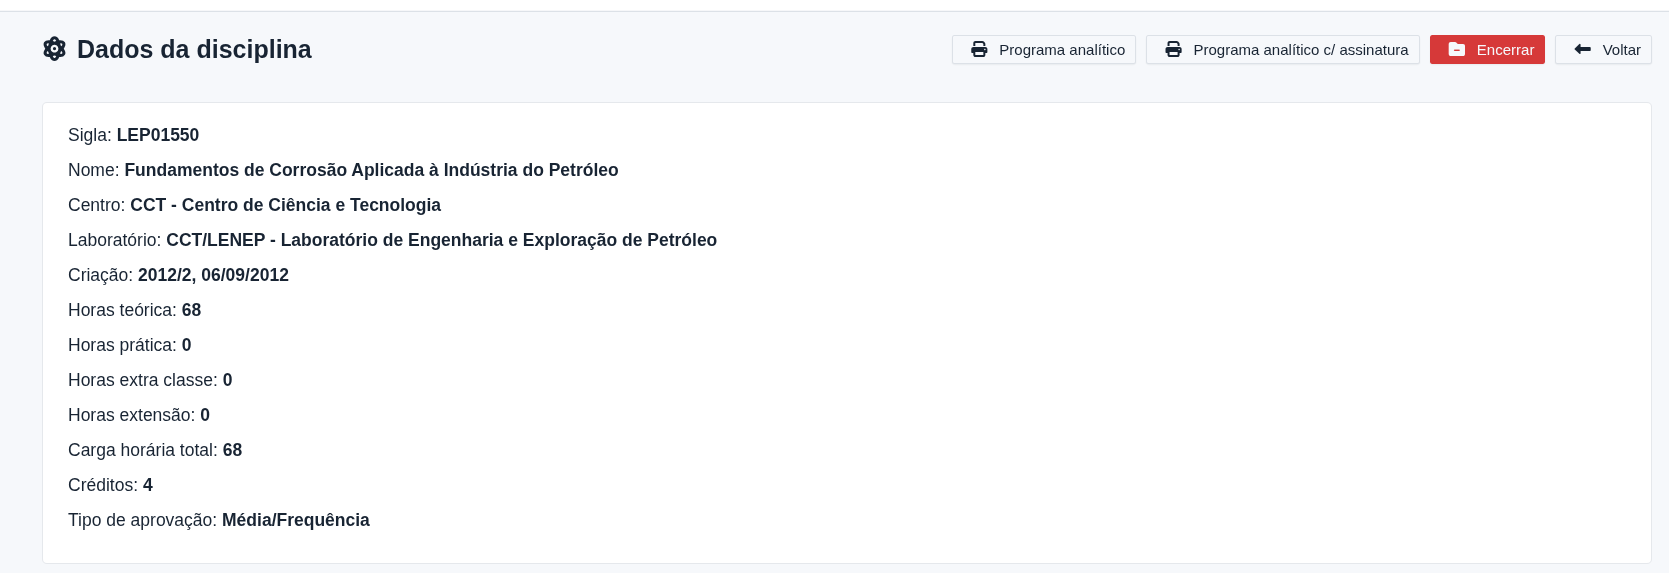 Dados da disciplina
Programa analítico
Programa analítico c/ assinatura
Encerrar
Voltar
Sigla: LEP01550
Nome: Fundamentos de Corrosão Aplicada à Indústria do Petróleo
Centro: CCT - Centro de Ciência e Tecnologia
Laboratório: CCT/LENEP - Laboratório de Engenharia e Exploração de Petróleo
Criação: 2012/2, 06/09/2012
Horas teórica: 68
Horas prática: 0
Horas extra classe: 0
Horas extensão: 0
Carga horária total: 68
Créditos: 4
Tipo de aprovação: Média/Frequência